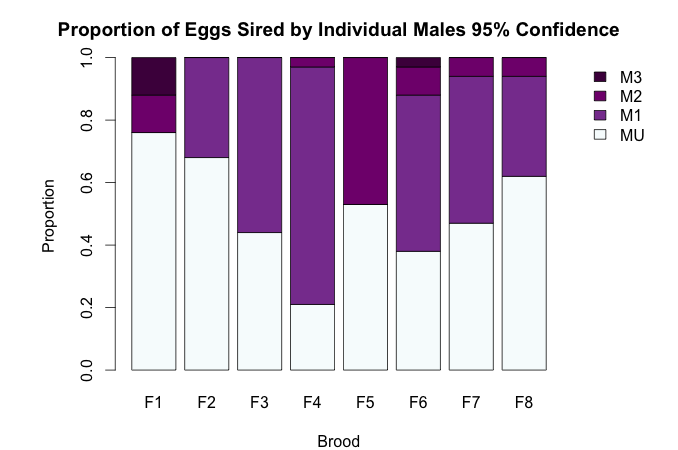 Proportion of Eggs Sired by Individual Males 95% Confidence
1.0
0.8
0.6
0.4
0.2
0.0
Proportion
F1 F2 F3 F4 F5 F6 F7 F8
Brood
M3
M2
M1
MU